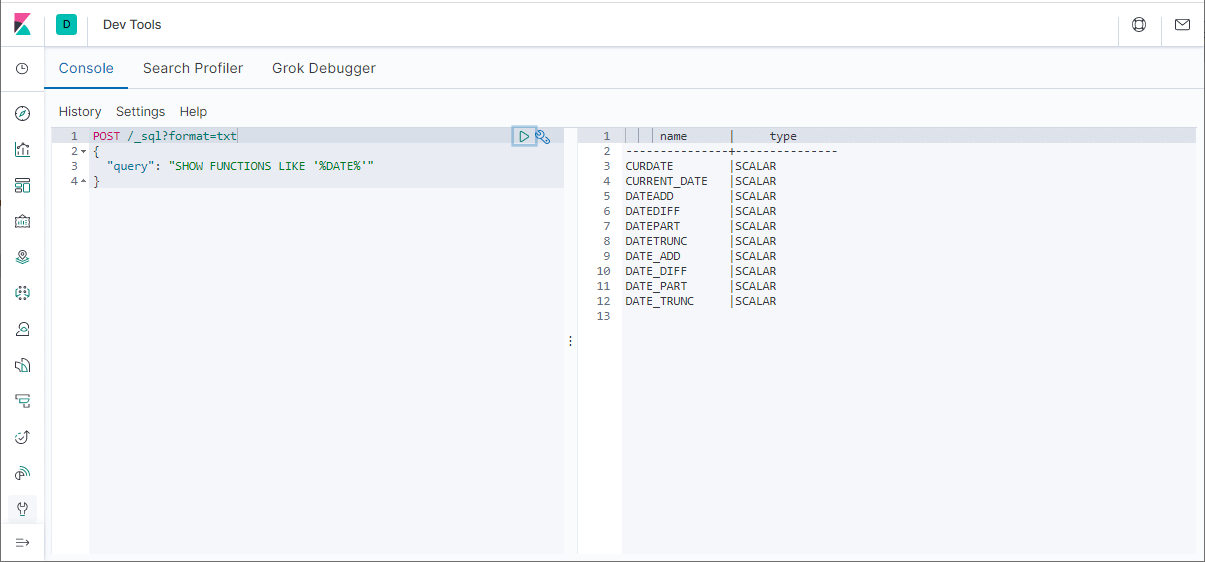 D Dev Tools
Console Search Profiler Grok Debugger
History Settings Help
1 POST /_sql?format=txt
2 {
3 "query": "SHOW FUNCTIONS LIKE '%DATE%'"
4 }
1 name | type
2 ---------------+---------------
3 CURDATE |SCALAR
4 CURRENT_DATE |SCALAR
5 DATEADD |SCALAR
6 DATEDIFF |SCALAR
7 DATEPART |SCALAR
8 DATETRUNC |SCALAR
9 DATE_ADD |SCALAR
10 DATE_DIFF |SCALAR
11 DATE_PART |SCALAR
12 DATE_TRUNC |SCALAR
13